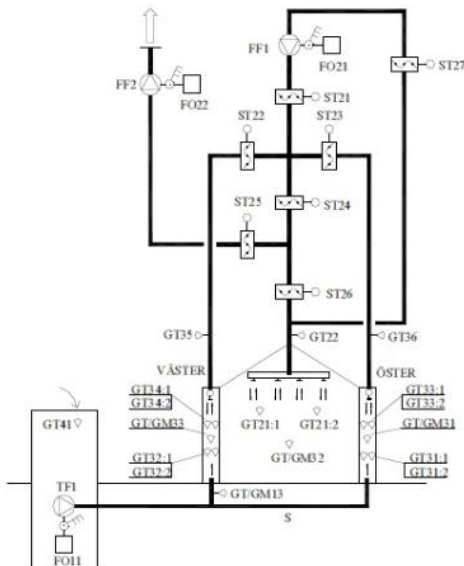 FF1
FO21
ST27
FF2
FO22
ST21
ST22
ST23
ST24
ST25
ST26
GT35
GT22
GT36
VÄSTER
ÖSTER
GT34:1
GT34:2
GT33:1
GT33:2
GT41
GT/GM33
GT21:1
GT21:2
GT/GM31
GT32:1
GT32:2
GT/GM32
GT31:1
GT31:2
TF1
GT/GM13
S
FO11